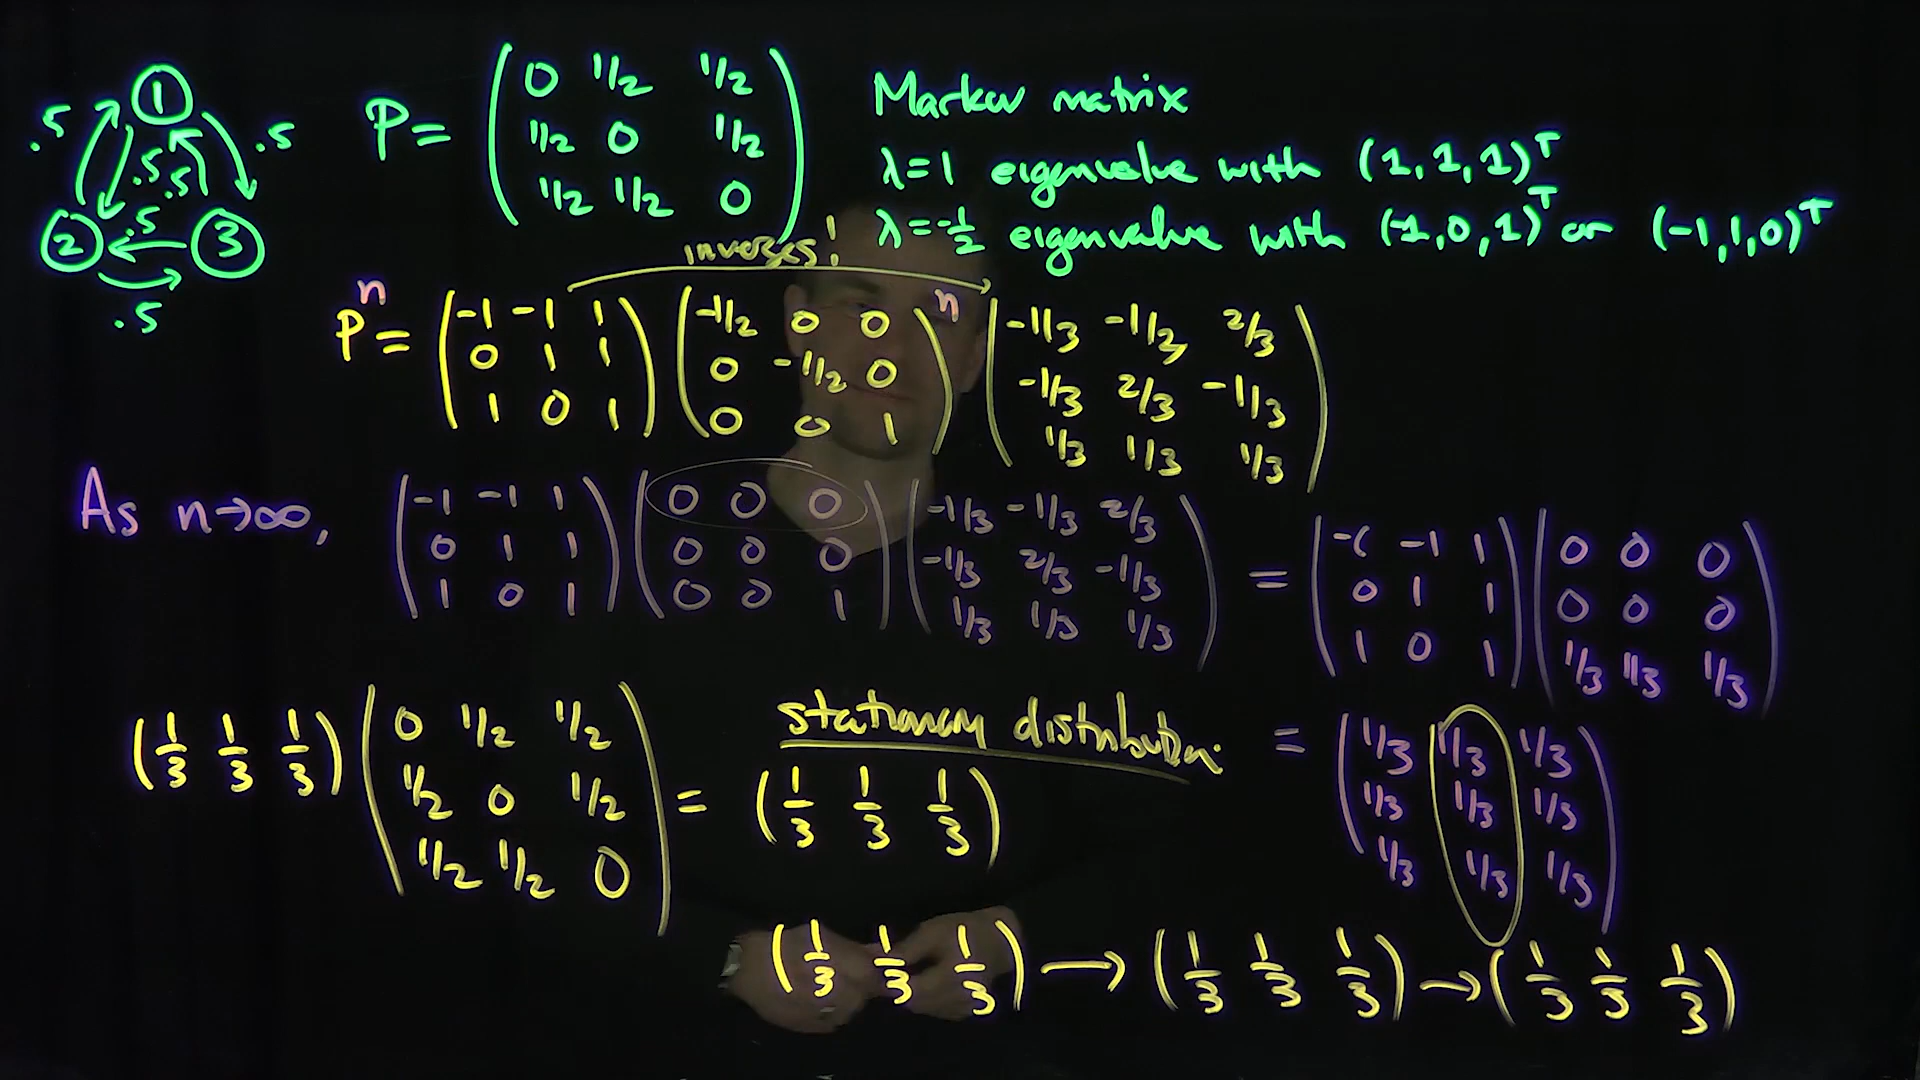 1
.5 .5 .5 .5
2 .5 3
.5
P = ( 0 1/2 1/2
1/2 0 1/2
1/2 1/2 0 )
Markov matrix
λ=1 eigenvalue with (1,1,1)ᵀ
λ=-1/2 eigenvalue with (-1,0,1)ᵀ or (-1,1,0)ᵀ
inverses!
Pⁿ = ( -1 -1 1 ) ( -1/2 0 0 )ⁿ ( -1/3 -1/2 2/3 )
( 0 1 1 ) ( 0 -1/2 0 ) ( -1/3 2/3 -1/3 )
( 1 0 1 ) ( 0 0 1 ) ( 1/3 1/3 1/3 )
As n→∞, ( -1 -1 1 ) ( 0 0 0 ) ( -1/3 -1/3 2/3 ) = ( -1 -1 1 ) ( 0 0 0 )
( 0 1 1 ) ( 0 0 0 ) ( -1/3 2/3 -1/3 ) ( 0 1 1 ) ( 0 0 0 )
( 1 0 1 ) ( 0 0 1 ) ( 1/3 1/3 1/3 ) ( 1 0 1 ) ( 1/3 1/3 1/3 )
= ( 1/3 1/3 1/3 )
( 1/3 1/3 1/3 )
( 1/3 1/3 1/3 )
stationary distribution:
(1/3 1/3 1/3) ( 0 1/2 1/2 ) = (1/3 1/3 1/3)
( 1/2 0 1/2 )
( 1/2 1/2 0 )
(1/3 1/3 1/3) → (1/3 1/3 1/3) → (1/3 1/3 1/3)